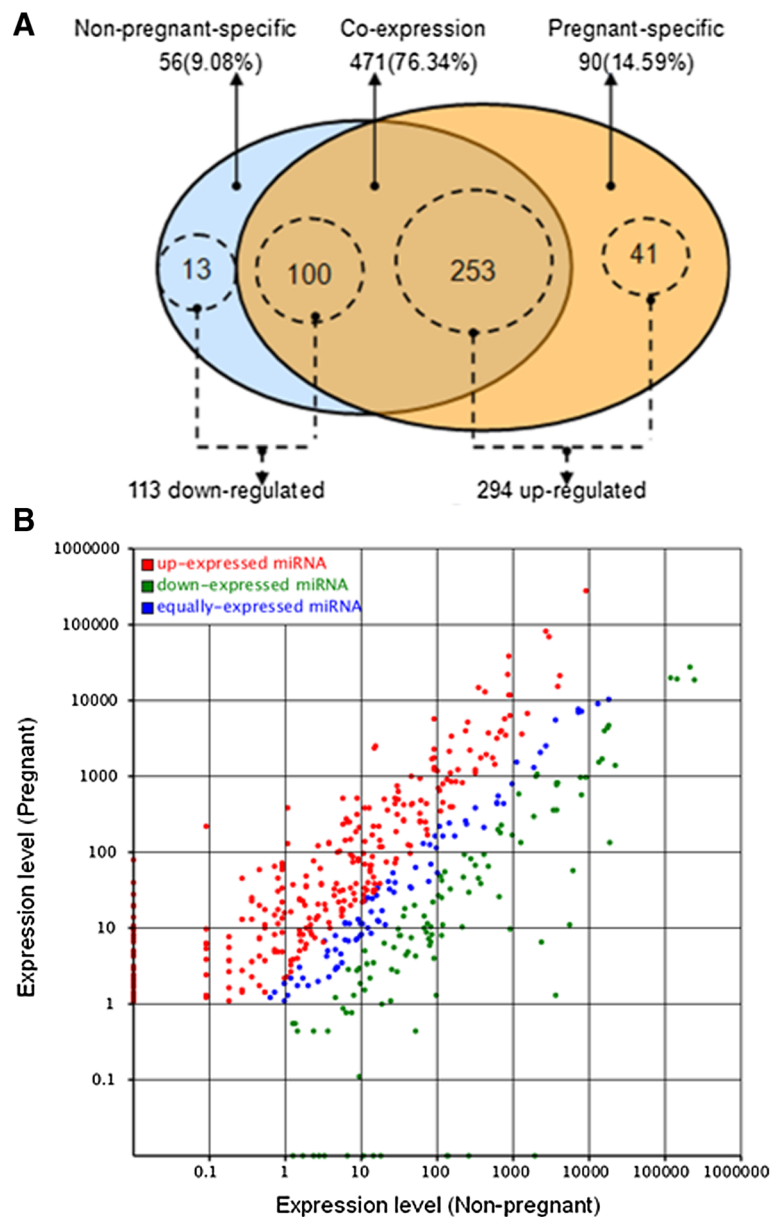 A
Non-pregnant-specific
56(9.08%)
Co-expression
471(76.34%)
Pregnant-specific
90(14.59%)
13
100
253
41
113 down-regulated
294 up-regulated
B
up-expressed miRNA
down-expressed miRNA
equally-expressed miRNA
Expression level (Pregnant)
1000000
100000
10000
1000
100
10
1
0.1
0.1 1 10 100 1000 10000 100000 1000000
Expression level (Non-pregnant)